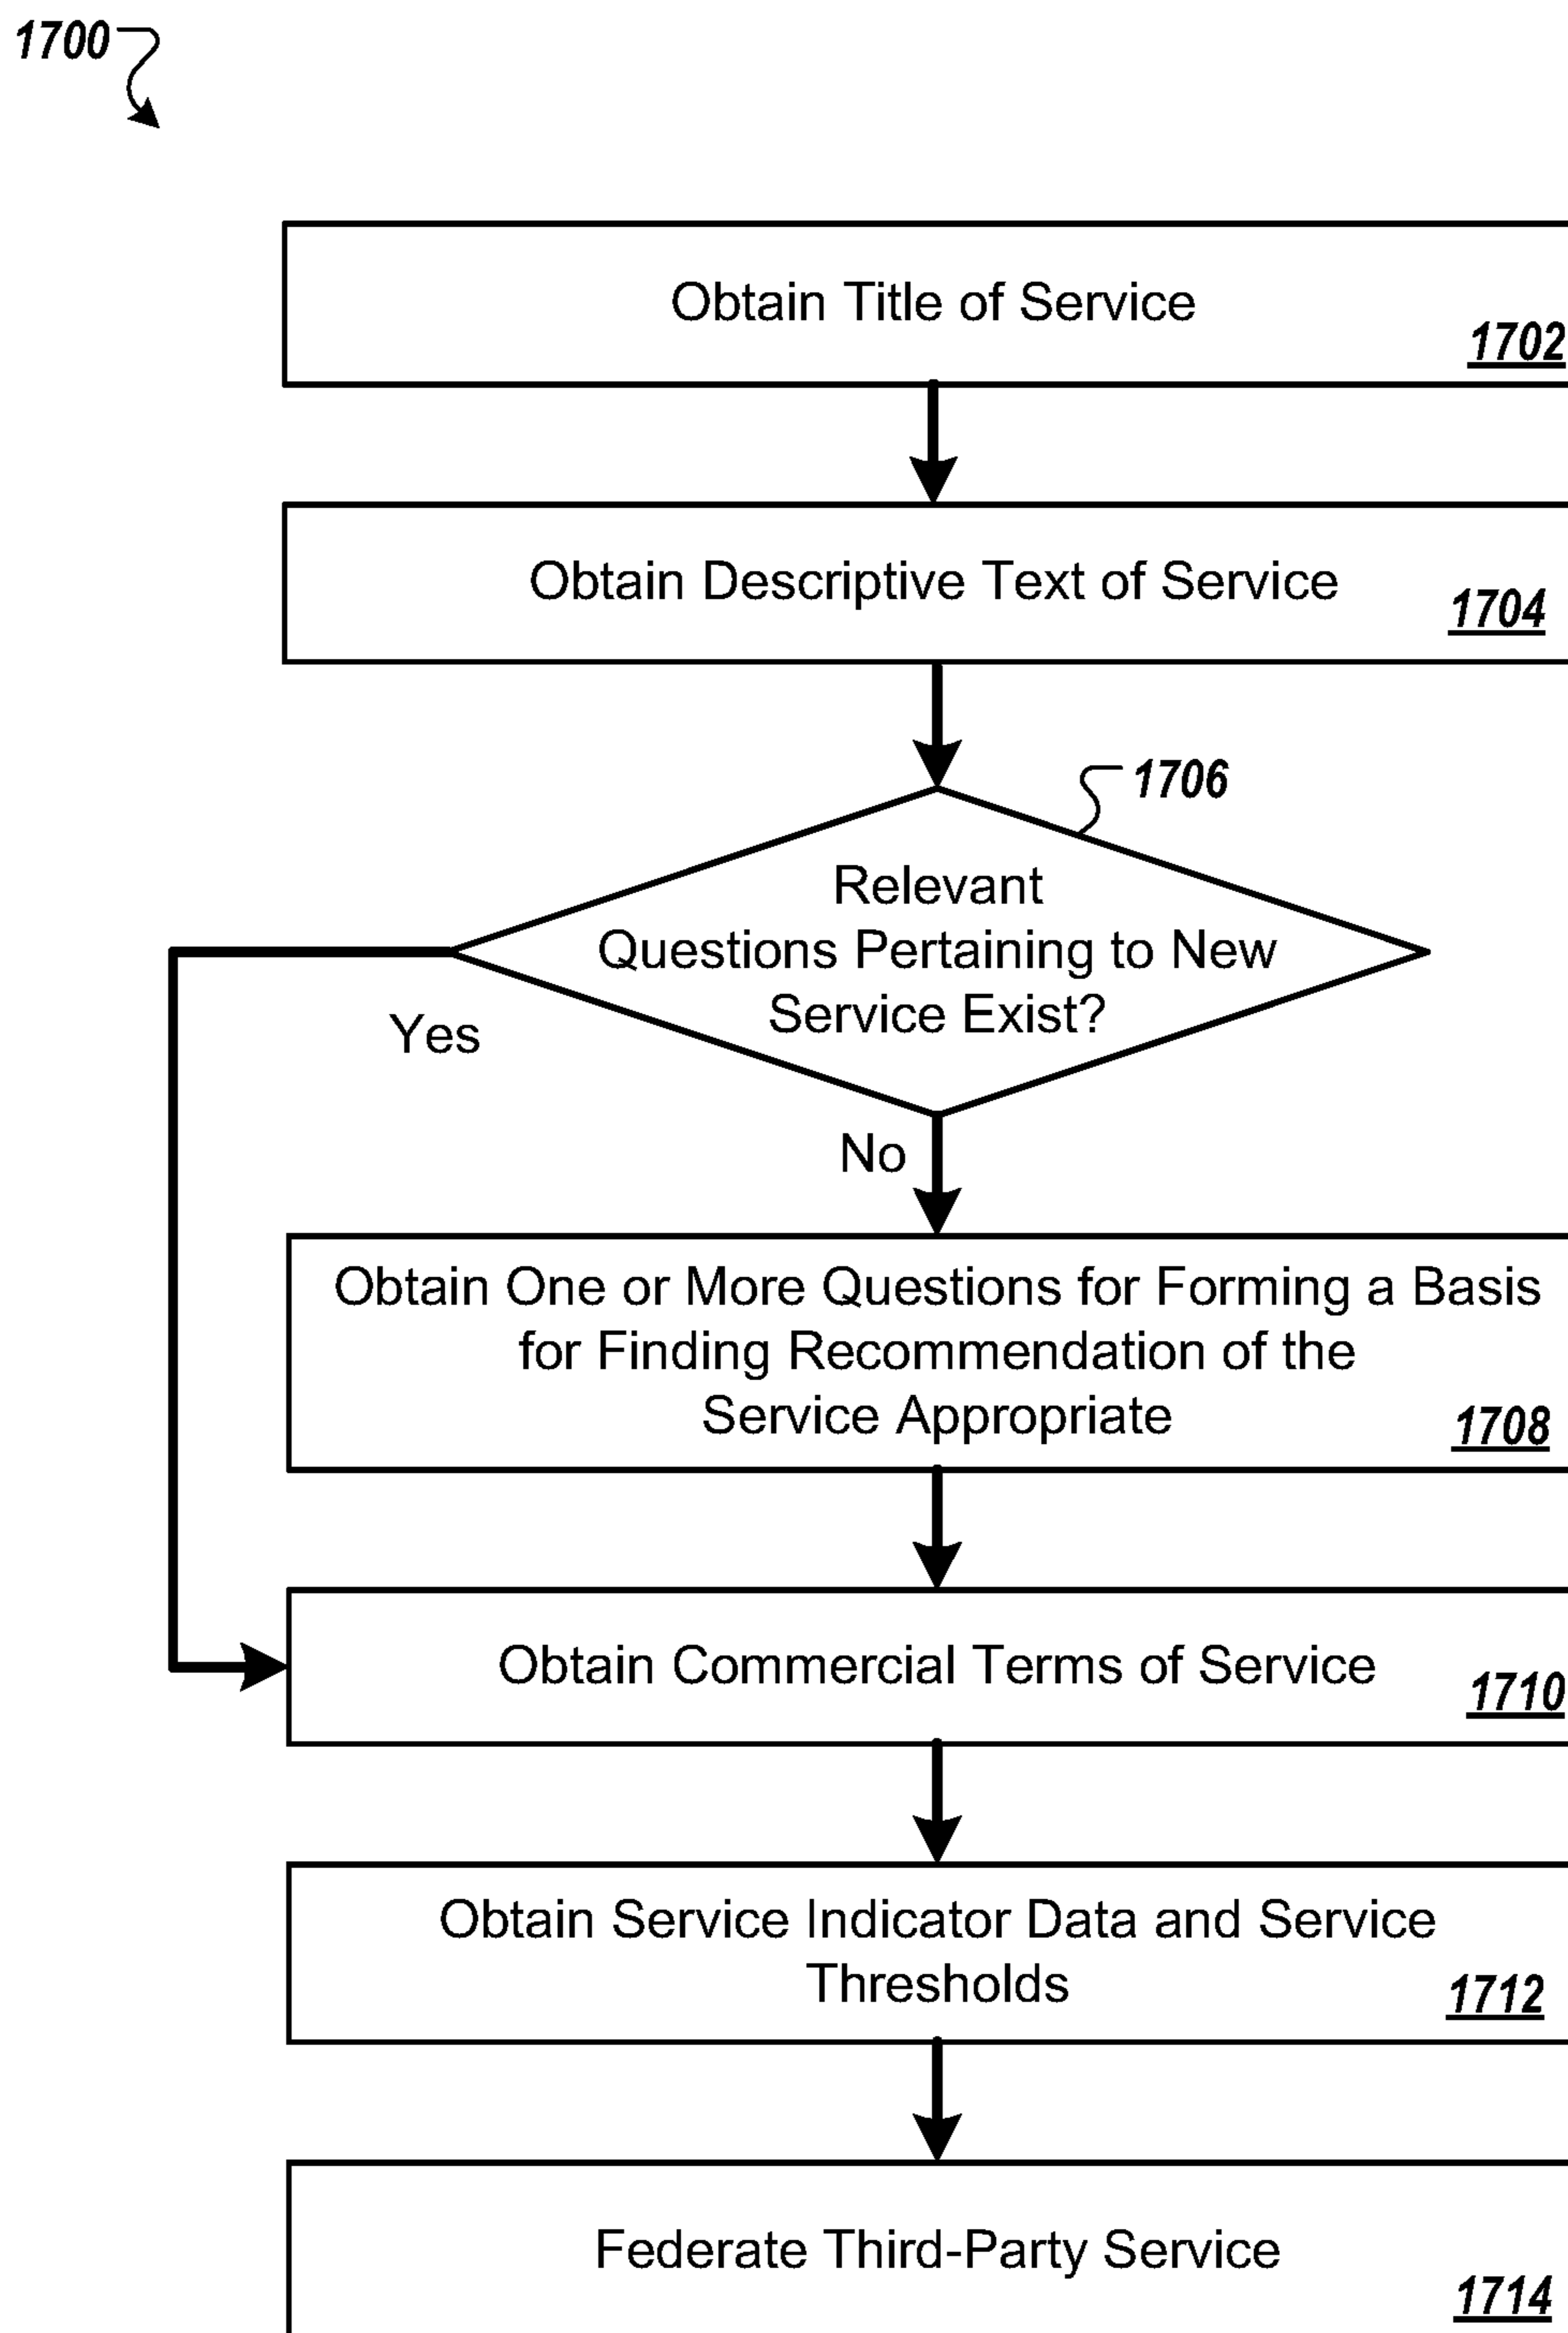 1700
Obtain Title of Service
1702
Obtain Descriptive Text of Service
1704
1706
Relevant
Questions Pertaining to New
Service Exist?
Yes
No
Obtain One or More Questions for Forming a Basis
for Finding Recommendation of the
Service Appropriate
1708
Obtain Commercial Terms of Service
1710
Obtain Service Indicator Data and Service
Thresholds
1712
Federate Third-Party Service
1714